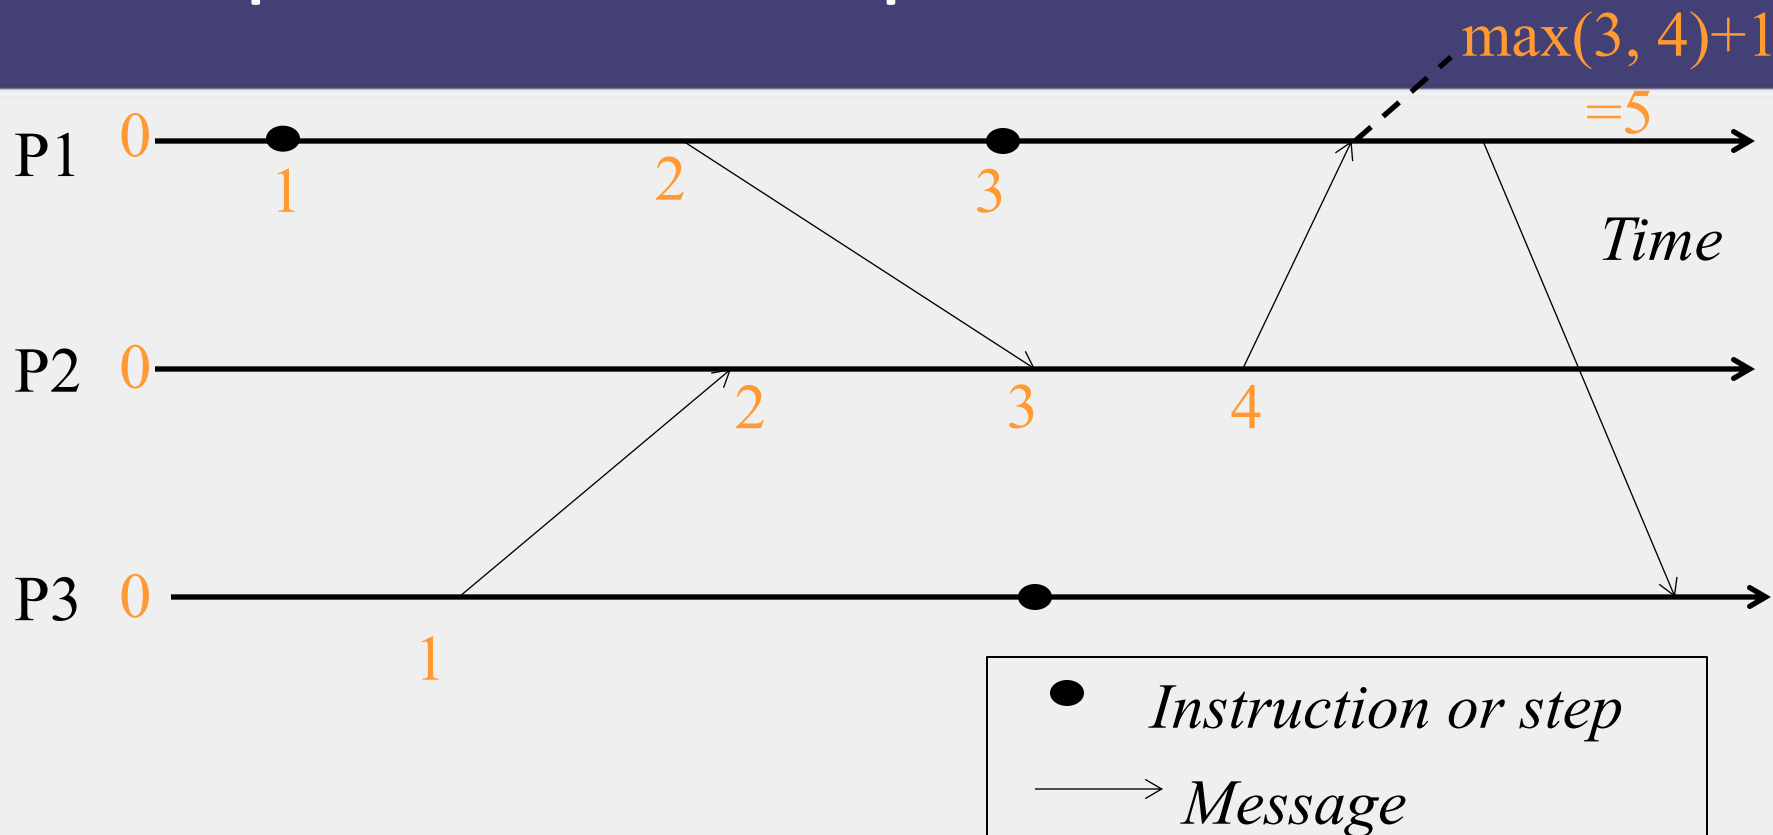 max(3, 4)+1
=5
P1 0
1 2 3
Time
P2 0
2 3 4
P3 0
1
Instruction or step
Message